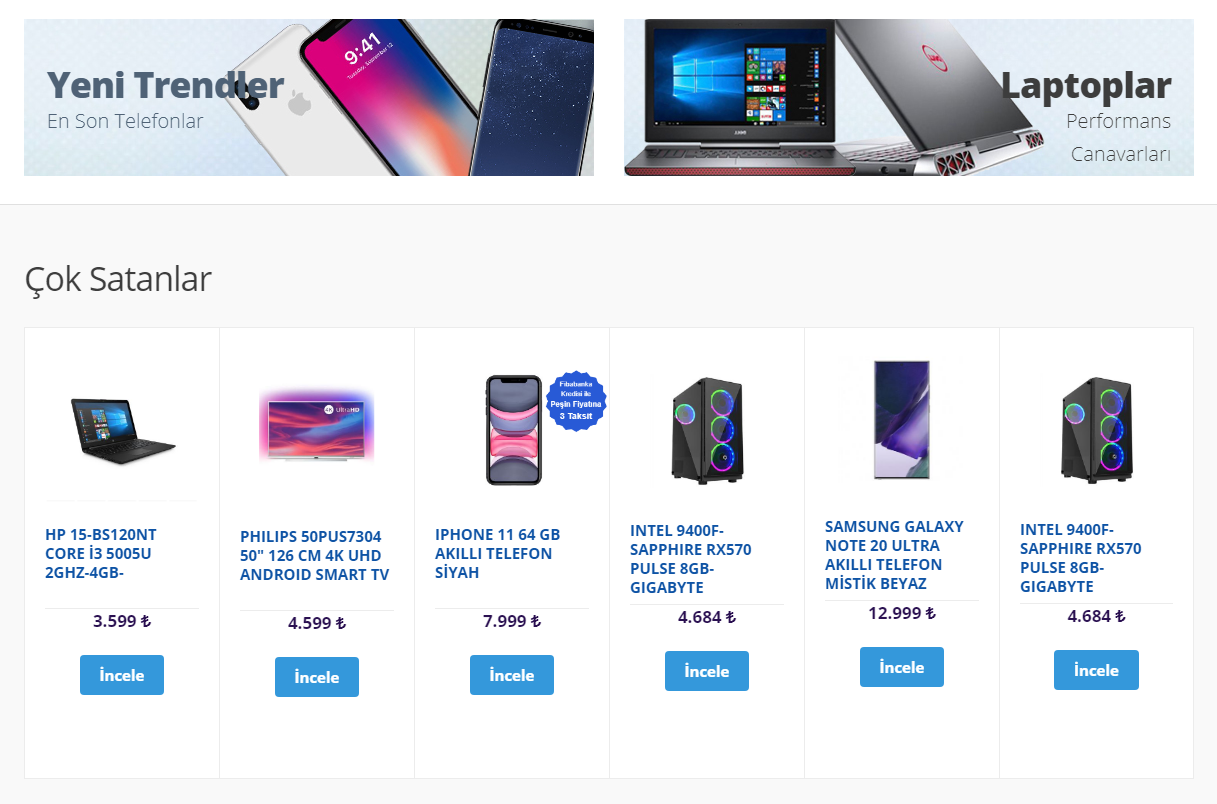 Yeni Trendler
En Son Telefonlar
9:41
Laptoplar
Performans
Canavarları
Çok Satanlar
HP 15-BS120NT
CORE İ3 5005U
2GHZ-4GB-
3.599 ₺
İncele
4K UltraHD
PHILIPS 50PUS7304
50" 126 CM 4K UHD
ANDROID SMART TV
4.599 ₺
İncele
Fibabanka
Kredini ile
Peşin Fiyatına
3 Taksit
IPHONE 11 64 GB
AKILLI TELEFON
SİYAH
7.999 ₺
İncele
INTEL 9400F-
SAPPHIRE RX570
PULSE 8GB-
GIGABYTE
4.684 ₺
İncele
SAMSUNG GALAXY
NOTE 20 ULTRA
AKILLI TELEFON
MİSTİK BEYAZ
12.999 ₺
İncele
INTEL 9400F-
SAPPHIRE RX570
PULSE 8GB-
GIGABYTE
4.684 ₺
İncele